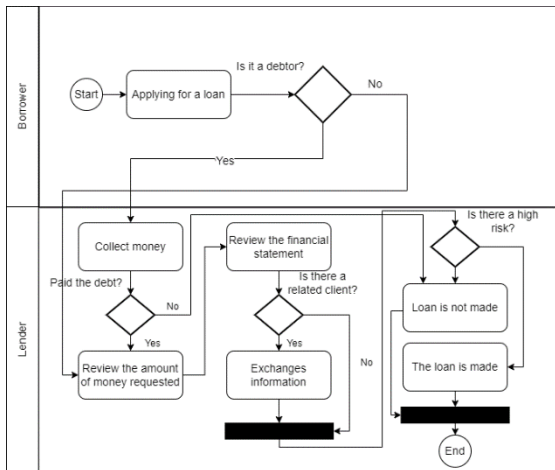 Borrower
Is it a debtor?
Start
Applying for a loan
No
Yes
Lender
Collect money
Review the financial
statement
Is there a high
risk?
Paid the debt?
No
Is there a
related client?
Loan is not made
Yes
Yes
Review the amount
of money requested
Exchanges
information
No
The loan is made
End